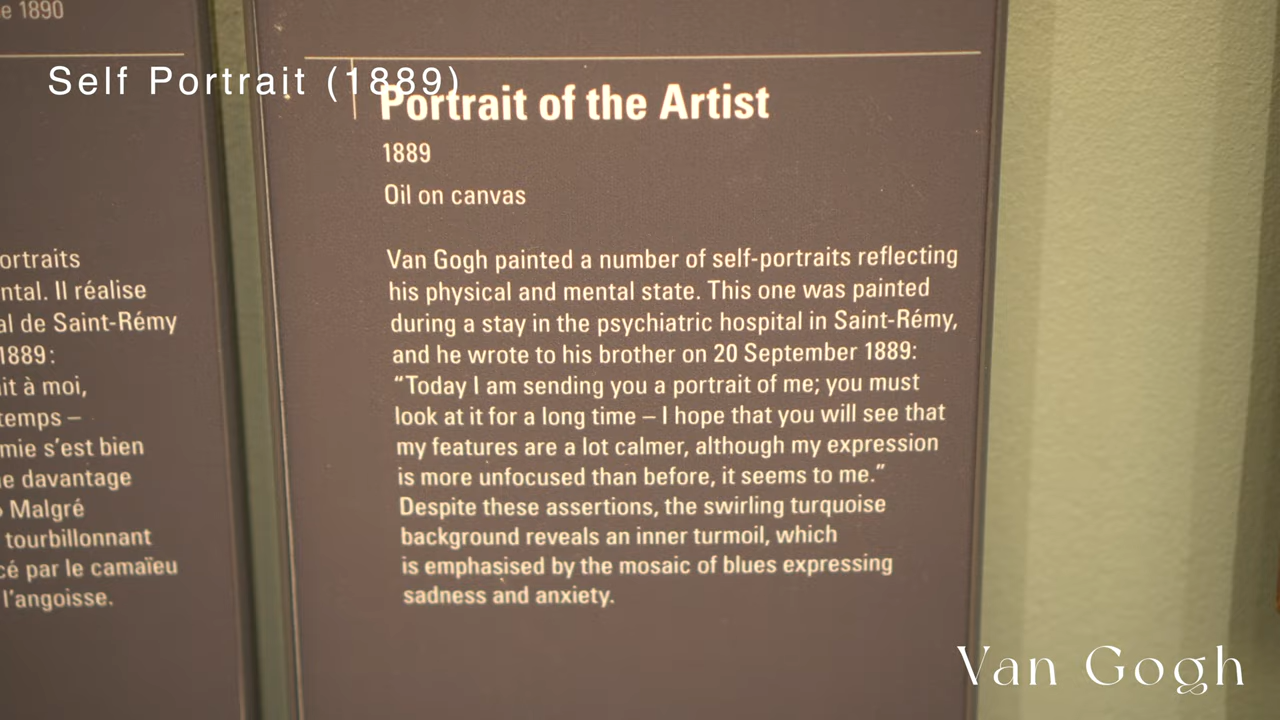 e 1890
ortraits
ntal. Il réalise
al de Saint-Rémy
1889 :
it à moi,
temps –
mie s'est bien
e davantage
» Malgré
tourbillonnant
cé par le camaïeu
l'angoisse.
Self Portrait (1889)
Portrait of the Artist
1889
Oil on canvas
Van Gogh painted a number of self-portraits reflecting
his physical and mental state. This one was painted
during a stay in the psychiatric hospital in Saint-Rémy,
and he wrote to his brother on 20 September 1889:
“Today I am sending you a portrait of me; you must
look at it for a long time – I hope that you will see that
my features are a lot calmer, although my expression
is more unfocused than before, it seems to me.”
Despite these assertions, the swirling turquoise
background reveals an inner turmoil, which
is emphasised by the mosaic of blues expressing
sadness and anxiety.
Van Gogh